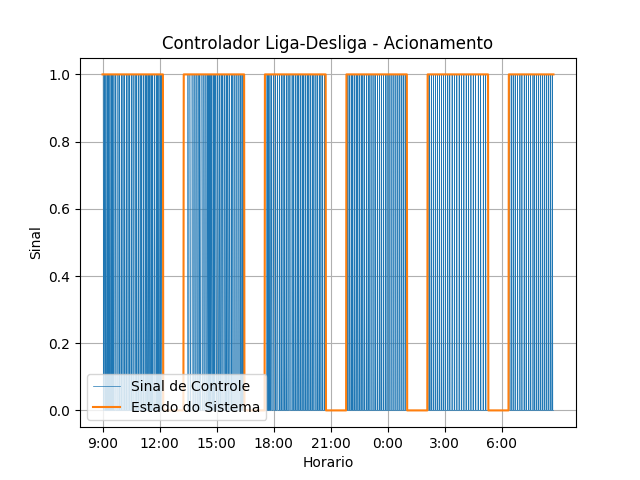 Controlador Liga-Desliga - Acionamento
Sinal
1.0
0.8
0.6
0.4
0.2
0.0
Sinal de Controle
Estado do Sistema
9:00 12:00 15:00 18:00 21:00 0:00 3:00 6:00
Horario